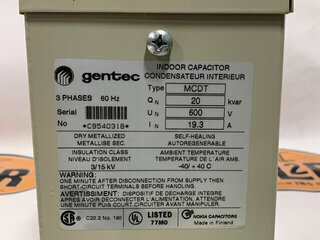 gentec
INDOOR CAPACITOR
CONDENSATEUR INTERIEUR
Type MCDT
3 PHASES 60 Hz
QN 20 kvar
Serial
UN 600 V
No *C9540318*
IN 19.3 A
DRY METALLIZED
METALLISE SEC.
SELF-HEALING
AUTOREGENERABLE
INSULATION CLASS
NIVEAU D'ISOLEMENT
3/15 kV
AMBIENT TEMPERATURE
TEMPERATURE DE L'AIR AMB.
-40/ + 40 C
WARNING:
ONE MINUTE AFTER DISCONNECTING FROM SUPPLY THEN
SHORT-CIRCUIT TERMINALS BEFORE HANDLING.
AVERTISSEMENT: DISPOSITIF DE DECHARGE INTEGRE
APRES AVOIR DECONNECTER L'ALIMENTATION, ATTENDRE
1 MINUTE PUIS COURT-CIRCUITER AVANT MANIPULER.
C22.2 No. 190
UL
LISTED
77M0
NOKIA CAPACITORS
Made in Finland